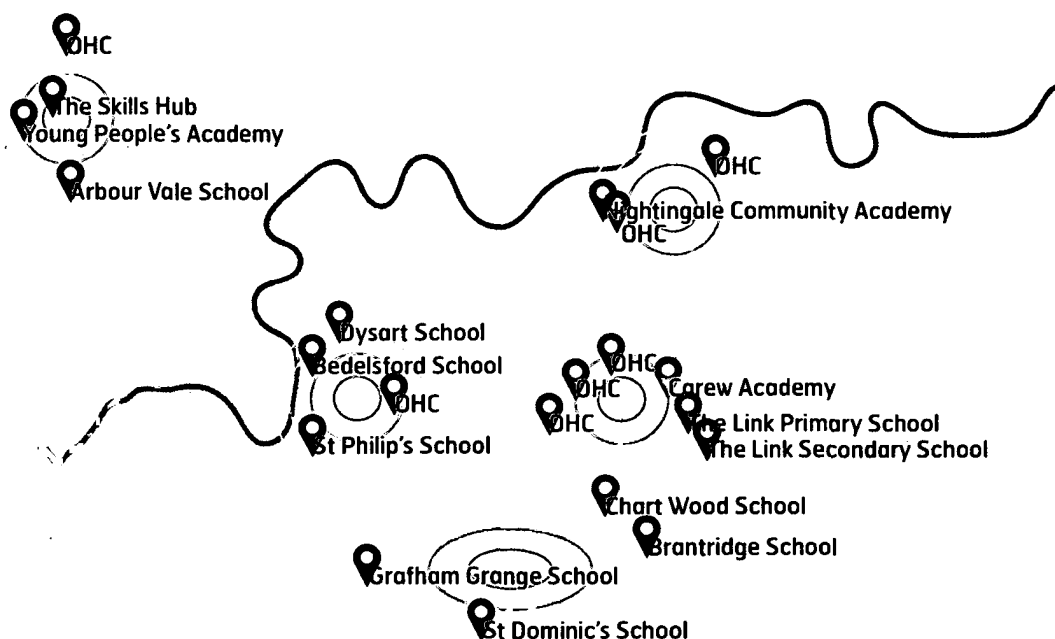 OHC
The Skills Hub
Young People's Academy
Arbour Vale School
OHC
Nightingale Community Academy
OHC
Dysart School
Bedelsford School
OHC
St Philip's School
OHC
OHC
OHC
Carew Academy
The Link Primary School
The Link Secondary School
Chart Wood School
Brantridge School
Grafham Grange School
St Dominic's School